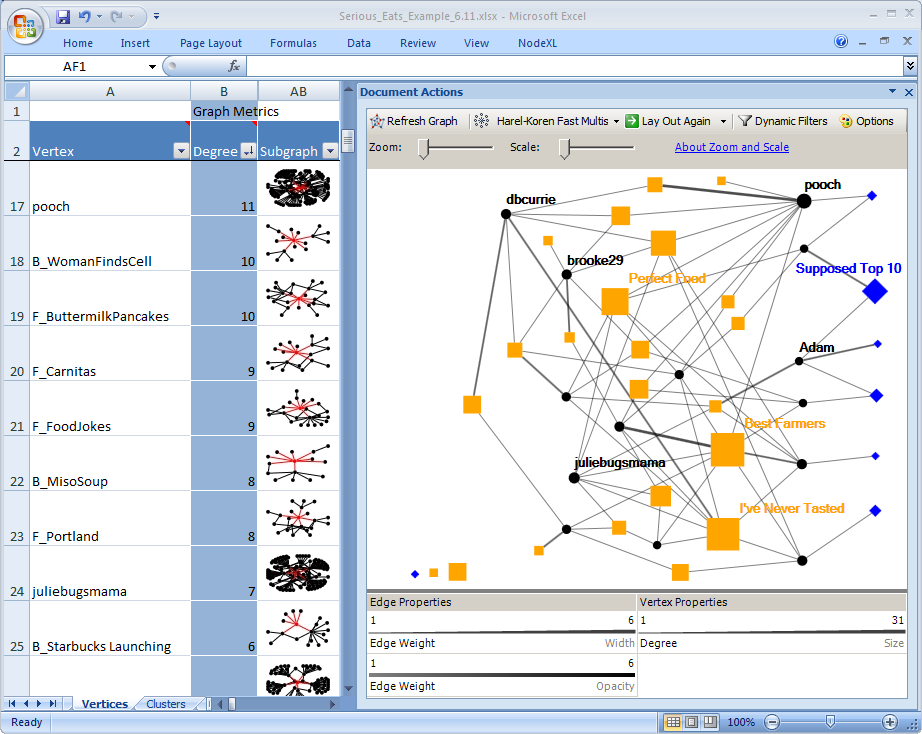 Serious_Eats_Example_6.11.xlsx - Microsoft Excel
Home Insert Page Layout Formulas Data Review View NodeXL
AF1 fx
A B AB
1 Graph Metrics
2 Vertex Degree Subgraph
17 pooch 11
18 B_WomanFindsCell 10
19 F_ButtermilkPancakes 10
20 F_Carnitas 9
21 F_FoodJokes 9
22 B_MisoSoup 8
23 F_Portland 8
24 juliebugsmama 7
25 B_Starbucks Launching 6
Vertices Clusters
Document Actions
Refresh Graph Harel-Koren Fast Multis Lay Out Again Dynamic Filters Options
Zoom: Scale: About Zoom and Scale
pooch
dbcurrie
brooke29
Supposed Top 10
Perfect Food
Adam
Best Farmers
juliebugsmama
I've Never Tasted
Edge Properties Vertex Properties
1 6 1 31
Edge Weight Width Degree Size
1 6
Edge Weight Opacity
Ready 100%